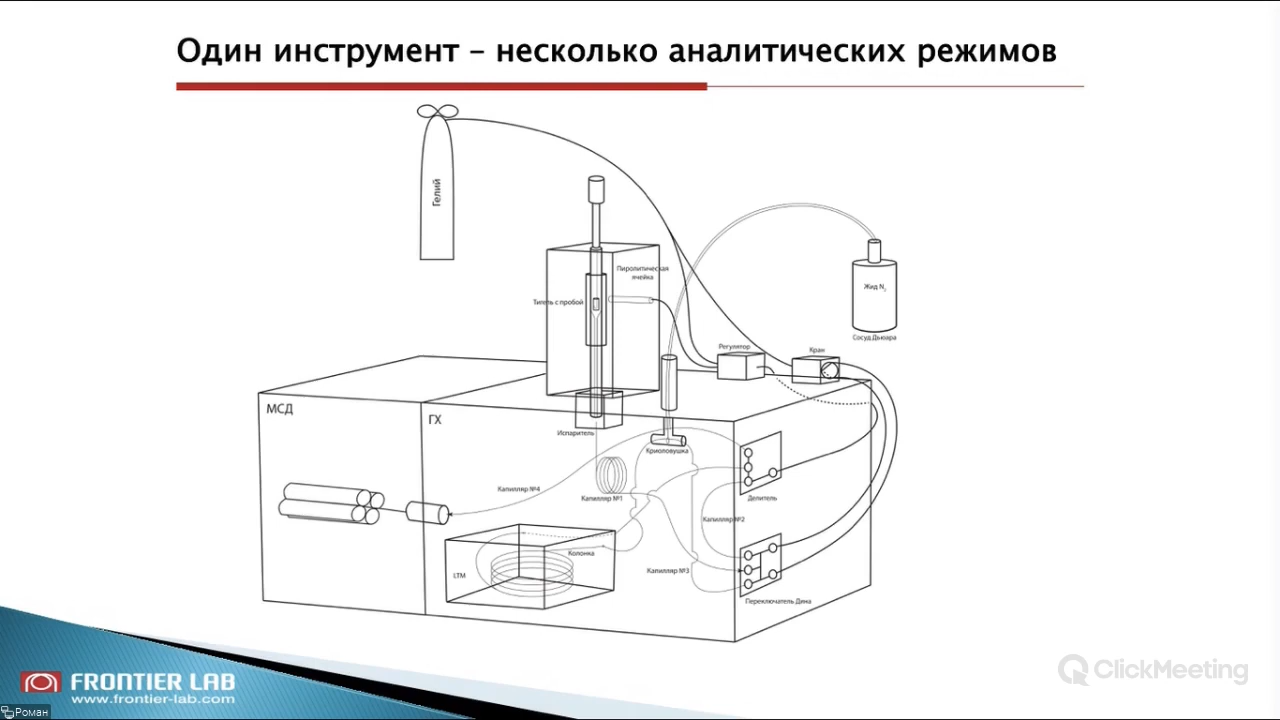 Один инструмент – несколько аналитических режимов
Гелий
Пиролитическая
ячейка
Тигель с пробой
Жид N2
Сосуд Дьюара
Регулятор
Кран
МСД
ГХ
Испаритель
Криоловушка
Капилляр №4
Капилляр №1
Делитель
Капилляр №2
Колонка
LTM
Капилляр №3
Переключатель Дина
FRONTIER LAB
www.frontier-lab.com
ClickMeeting
Роман